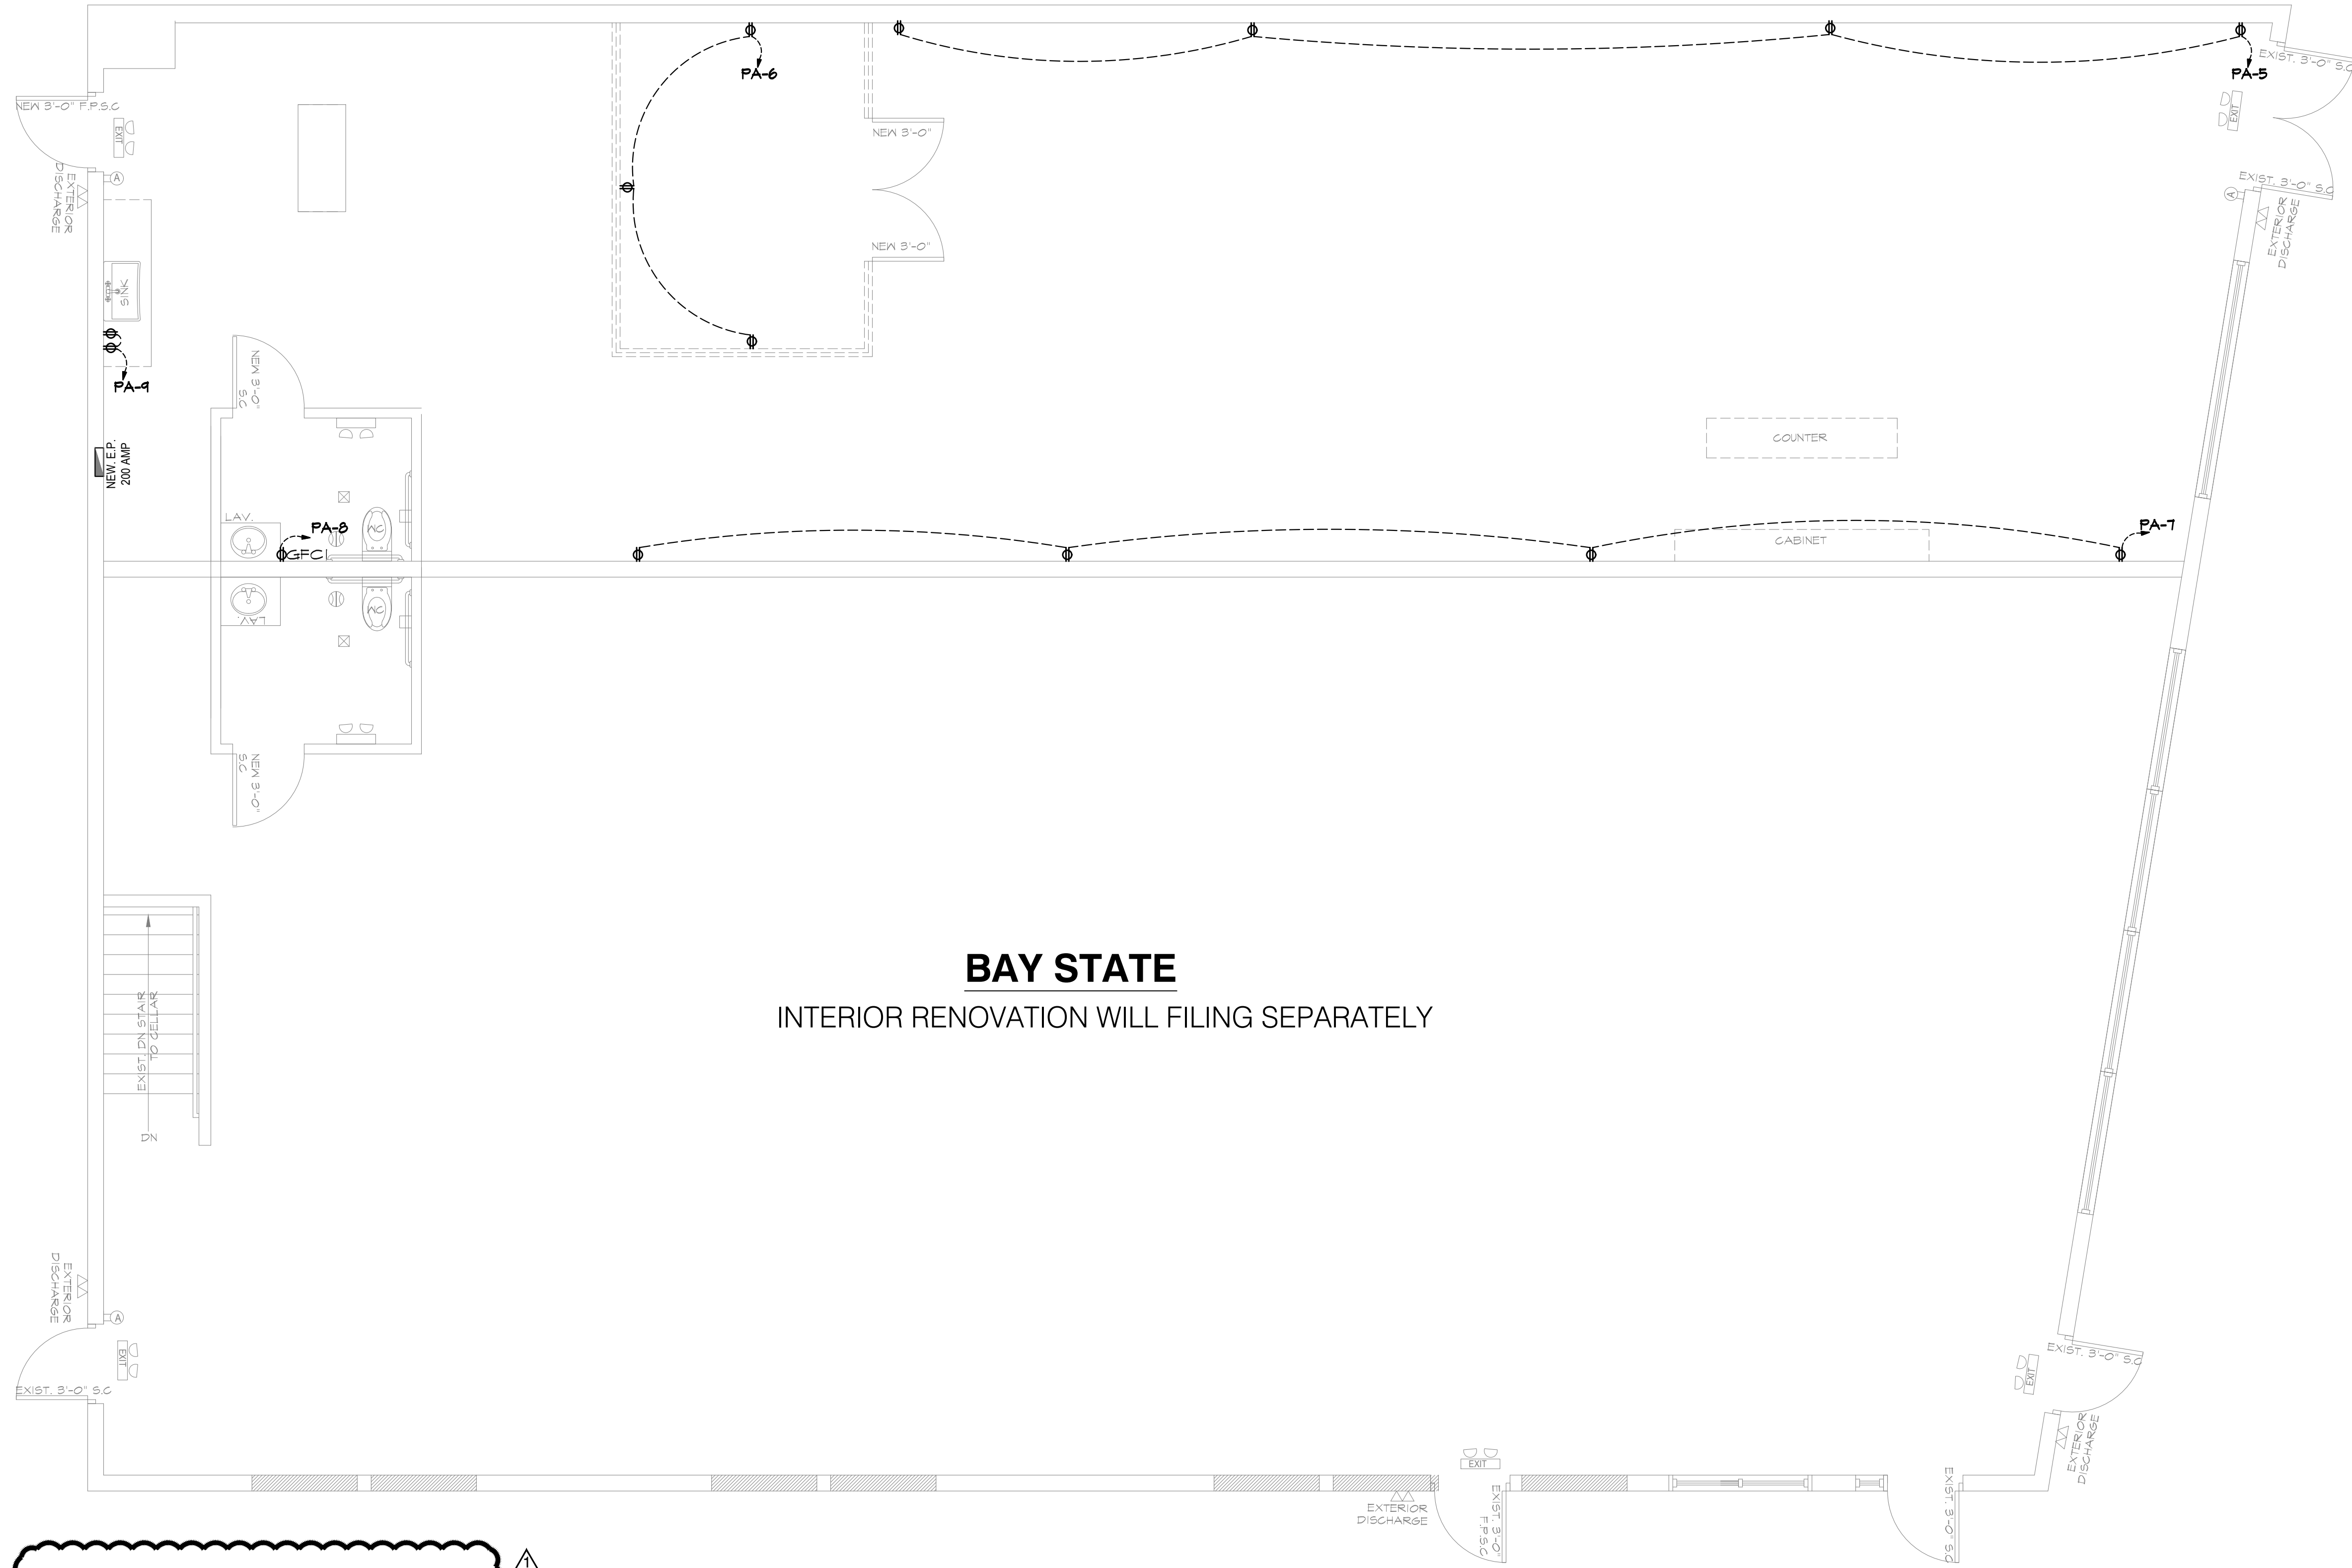 PA-6
PA-5
EXIST. 3'-0" S.C
NEW 3'-0" F.P.S.C
EXIT
EXIT
NEW 3'-0"
A
EXTERIOR
DISCHARGE
EXIST. 3'-0" S.C
A
EXTERIOR
DISCHARGE
NEW 3'-0"
SINK
PA-9
NEW 3'-0"
S.C
COUNTER
NEW. E.P.
200 AMP
LAV.
PA-8
WC
PA-7
GFCI
CABINET
WC
LAV.
NEW 3'-0"
S.C
BAY STATE
INTERIOR RENOVATION WILL FILING SEPARATELY
EXIST. DN STAIR
TO CELLAR
DN
EXTERIOR
DISCHARGE
A
EXIT
EXIST. 3'-0" S.C
EXIST. 3'-0" S.C
EXIT
EXTERIOR
DISCHARGE
EXIT
EXTERIOR
DISCHARGE
EXIST. 3'-0"
F.P.S.C
EXIST. 3'-0" S.C
1